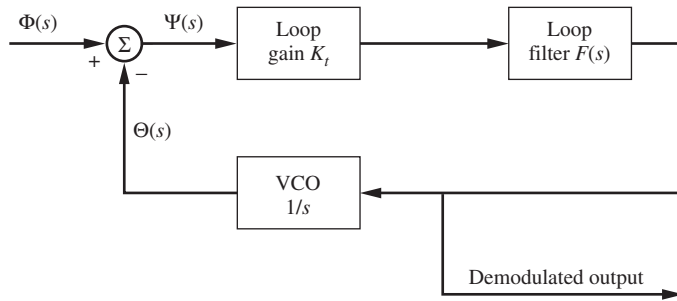 Φ(s)
Ψ(s)
Loop
gain K_t
Loop
filter F(s)
Σ
+
−
Θ(s)
VCO
1/s
Demodulated output